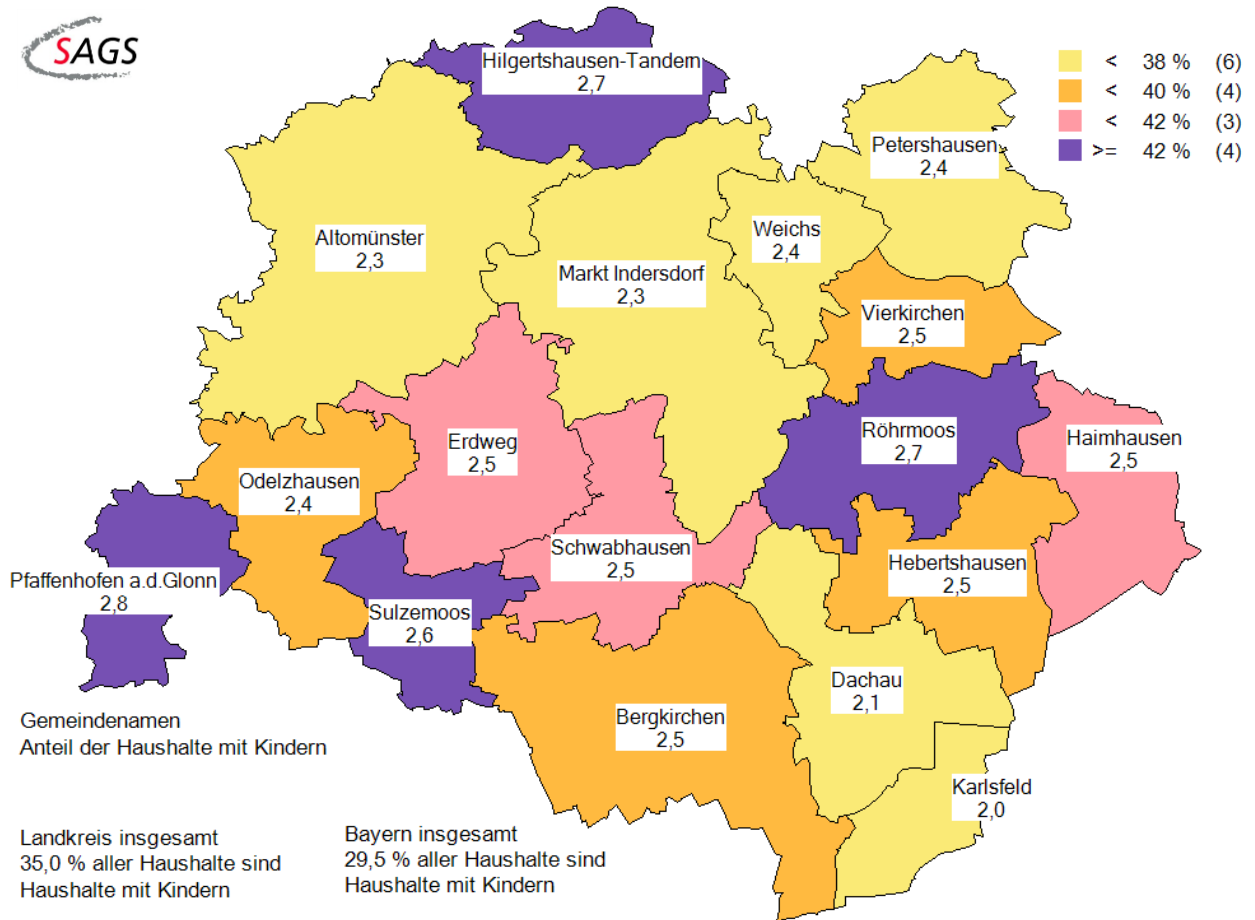 SAGS
Hilgertshausen-Tandern
2,7
< 38 % (6)
< 40 % (4)
< 42 % (3)
>= 42 % (4)
Petershausen
2,4
Altomünster
2,3
Weichs
2,4
Markt Indersdorf
2,3
Vierkirchen
2,5
Erdweg
2,5
Röhrmoos
2,7
Haimhausen
2,5
Odelzhausen
2,4
Schwabhausen
2,5
Hebertshausen
2,5
Pfaffenhofen a.d.Glonn
2,8
Sulzemoos
2,6
Dachau
2,1
Bergkirchen
2,5
Karlsfeld
2,0
Gemeindenamen
Anteil der Haushalte mit Kindern
Landkreis insgesamt
35,0 % aller Haushalte sind
Haushalte mit Kindern
Bayern insgesamt
29,5 % aller Haushalte sind
Haushalte mit Kindern